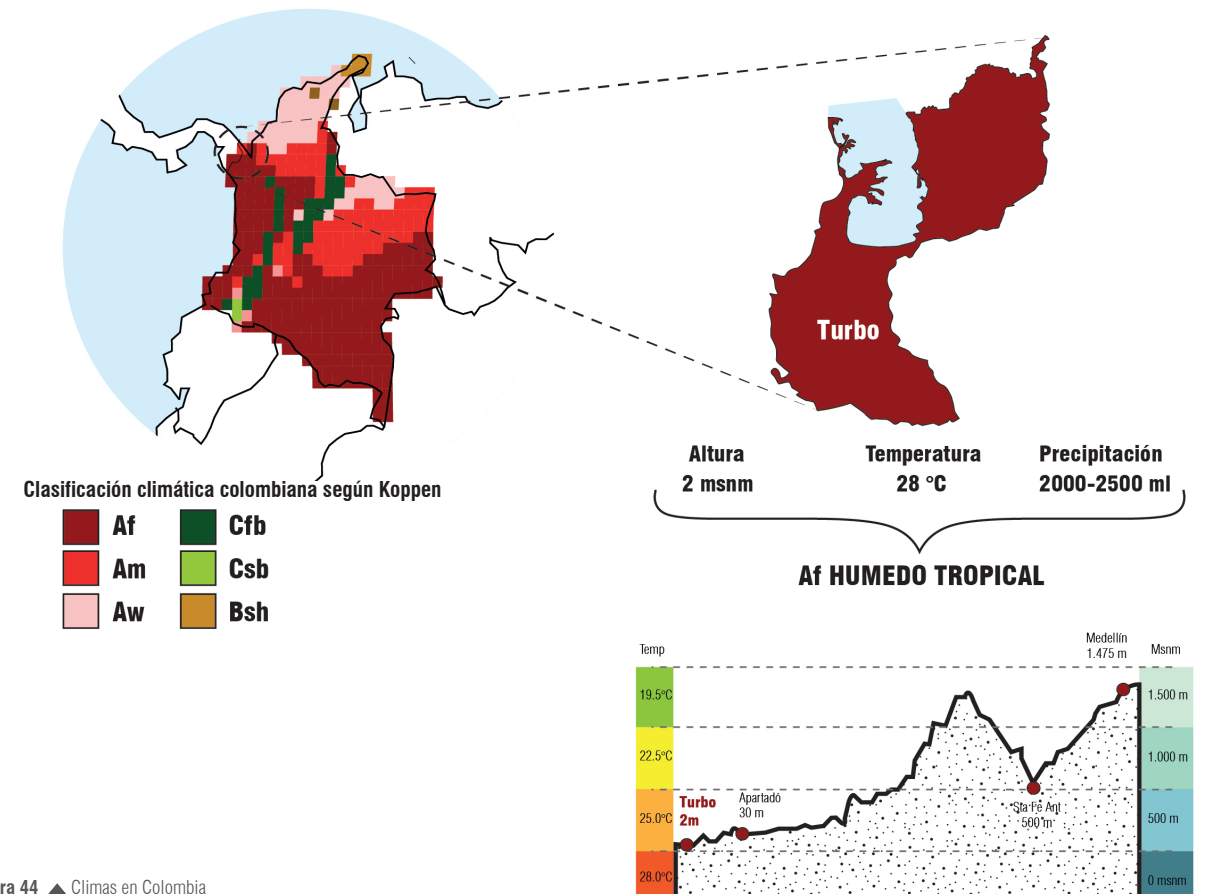 Turbo
Altura
2 msnm
Temperatura
28 °C
Precipitación
2000-2500 ml
Af HUMEDO TROPICAL
Clasificación climática colombiana según Koppen
Af
Am
Aw
Cfb
Csb
Bsh
Temp
Medellín
1.475 m
Msnm
19.5°C
1.500 m
22.5°C
1.000 m
Turbo
2m
Apartadó
30 m
Sta Fé Ant
500 m
25.0°C
500 m
28.0°C
0 msnm
ra 44 ▲ Climas en Colombia